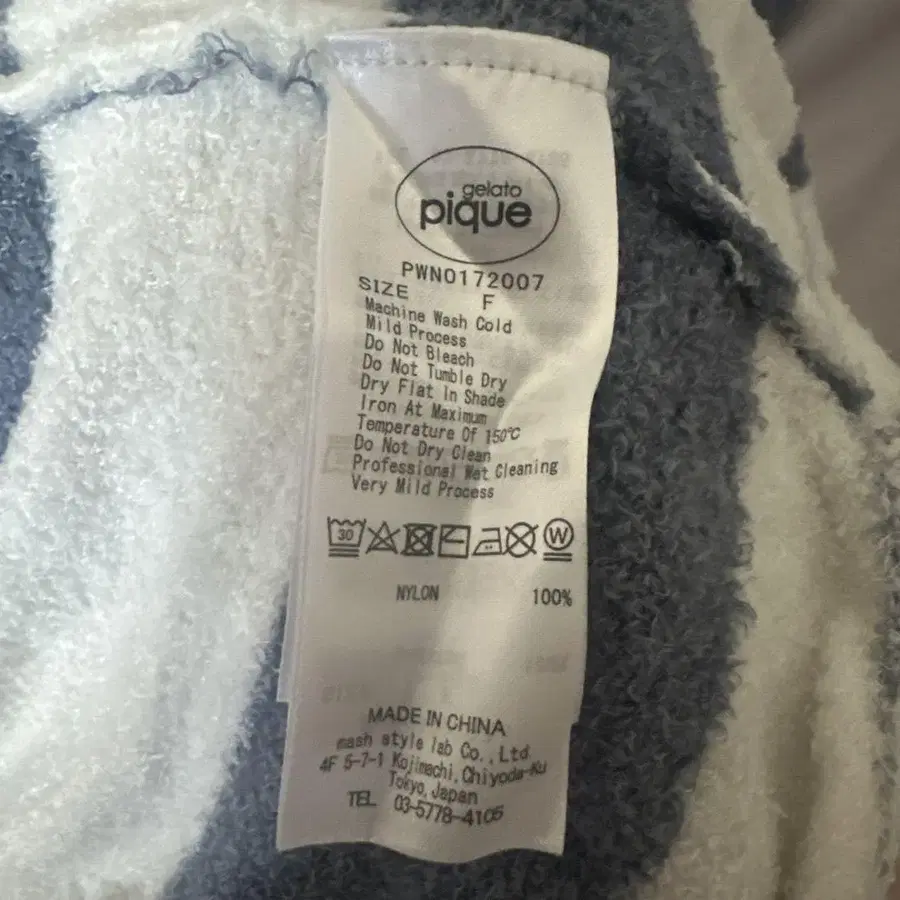 gelato
pique
PWNO172007
SIZE F
Machine Wash Cold
Mild Process
Do Not Bleach
Do Not Tumble Dry
Dry Flat In Shade
Iron At Maximum
Temperature Of 150℃
Do Not Dry Clean
Professional Wet Cleaning
Very Mild Process
30 W
NYLON 100%
MADE IN CHINA
mash style lab Co.,Ltd.
4F 5-7-1 Kojimachi,Chiyoda-Ku
Tokyo,Japan
TEL 03-5778-4105